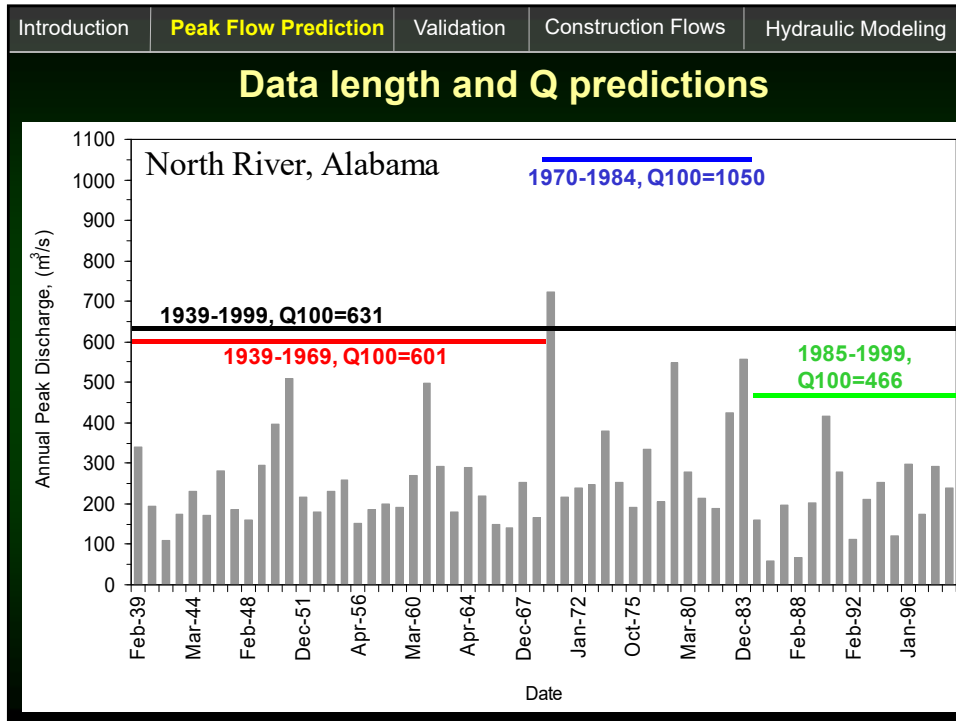 Introduction
Peak Flow Prediction
Validation
Construction Flows
Hydraulic Modeling
Data length and Q predictions
North River, Alabama
1970-1984, Q100=1050
1939-1999, Q100=631
1939-1969, Q100=601
1985-1999,
Q100=466
Annual Peak Discharge, (m³/s)
1100
1000
900
800
700
600
500
400
300
200
100
0
Feb-39
Mar-44
Feb-48
Dec-51
Apr-56
Mar-60
Apr-64
Dec-67
Jan-72
Oct-75
Mar-80
Dec-83
Feb-88
Feb-92
Jan-96
Date